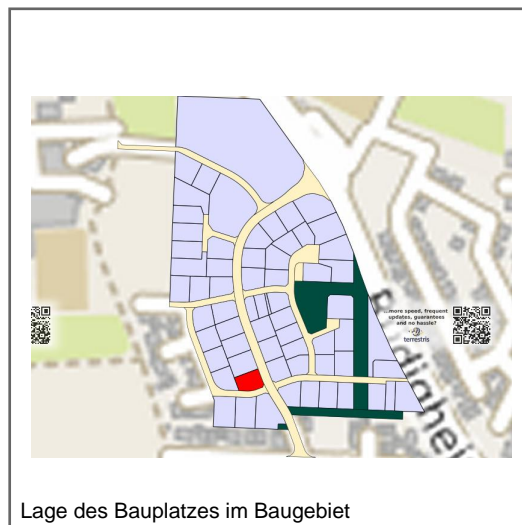 ...more speed, frequent
updates, guarantees
and no hassle?
terrestris
Lage des Bauplatzes im Baugebiet